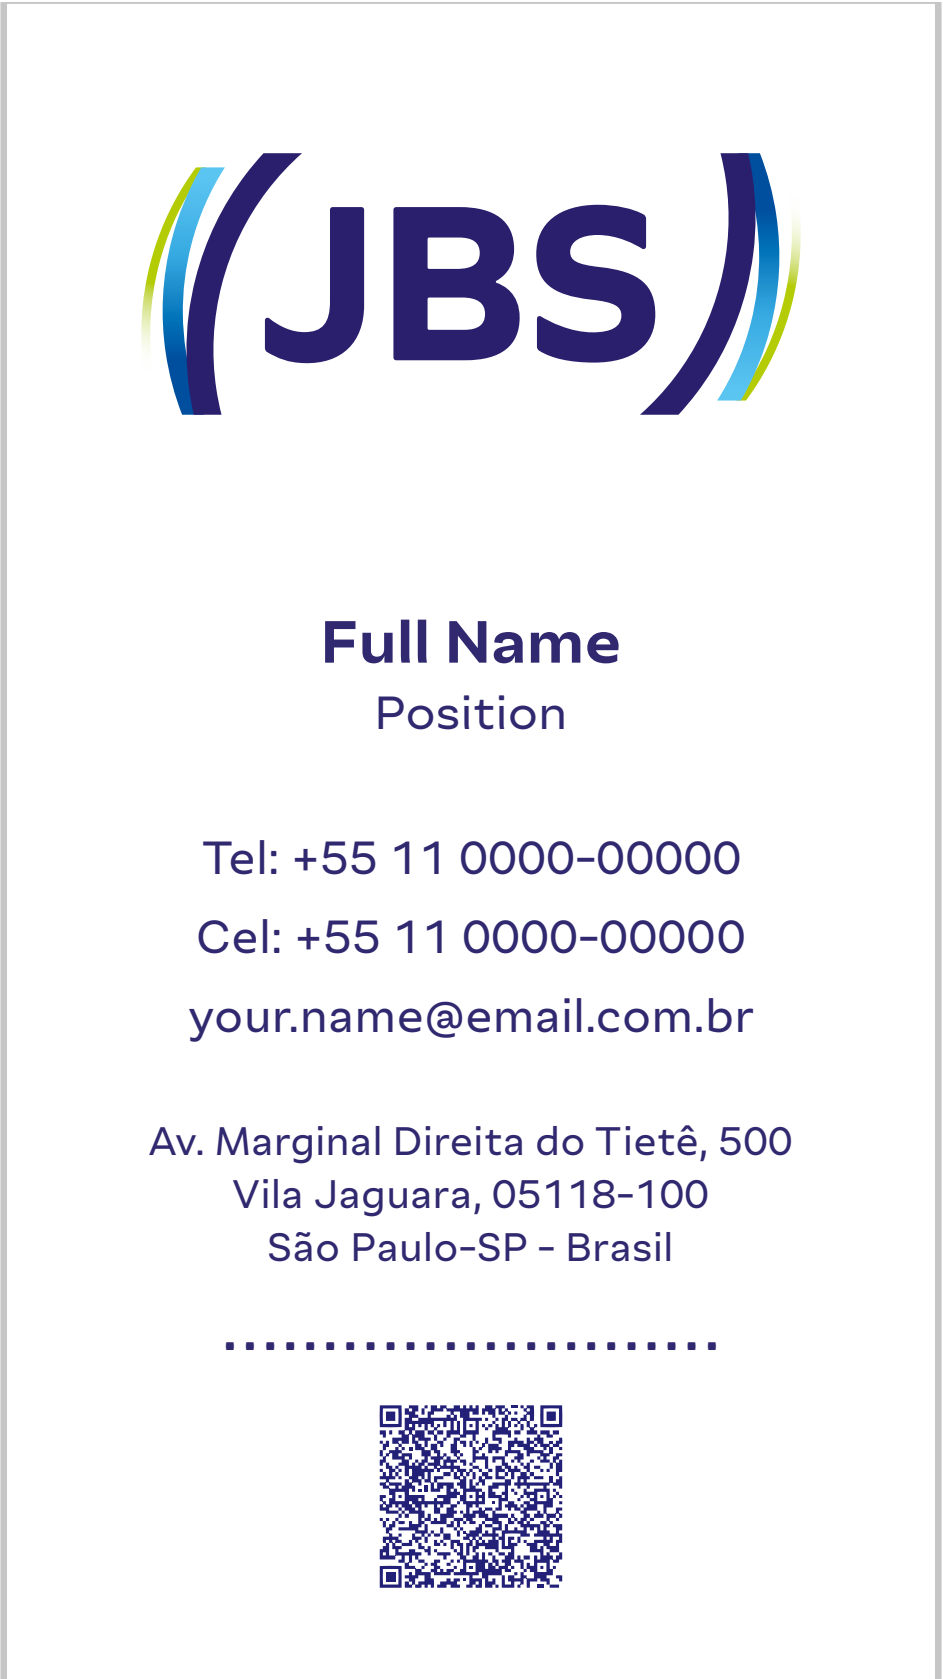 JBS
Full Name
Position
Tel: +55 11 0000-00000
Cel: +55 11 0000-00000
your.name@email.com.br
Av. Marginal Direita do Tietê, 500
Vila Jaguara, 05118-100
São Paulo-SP - Brasil